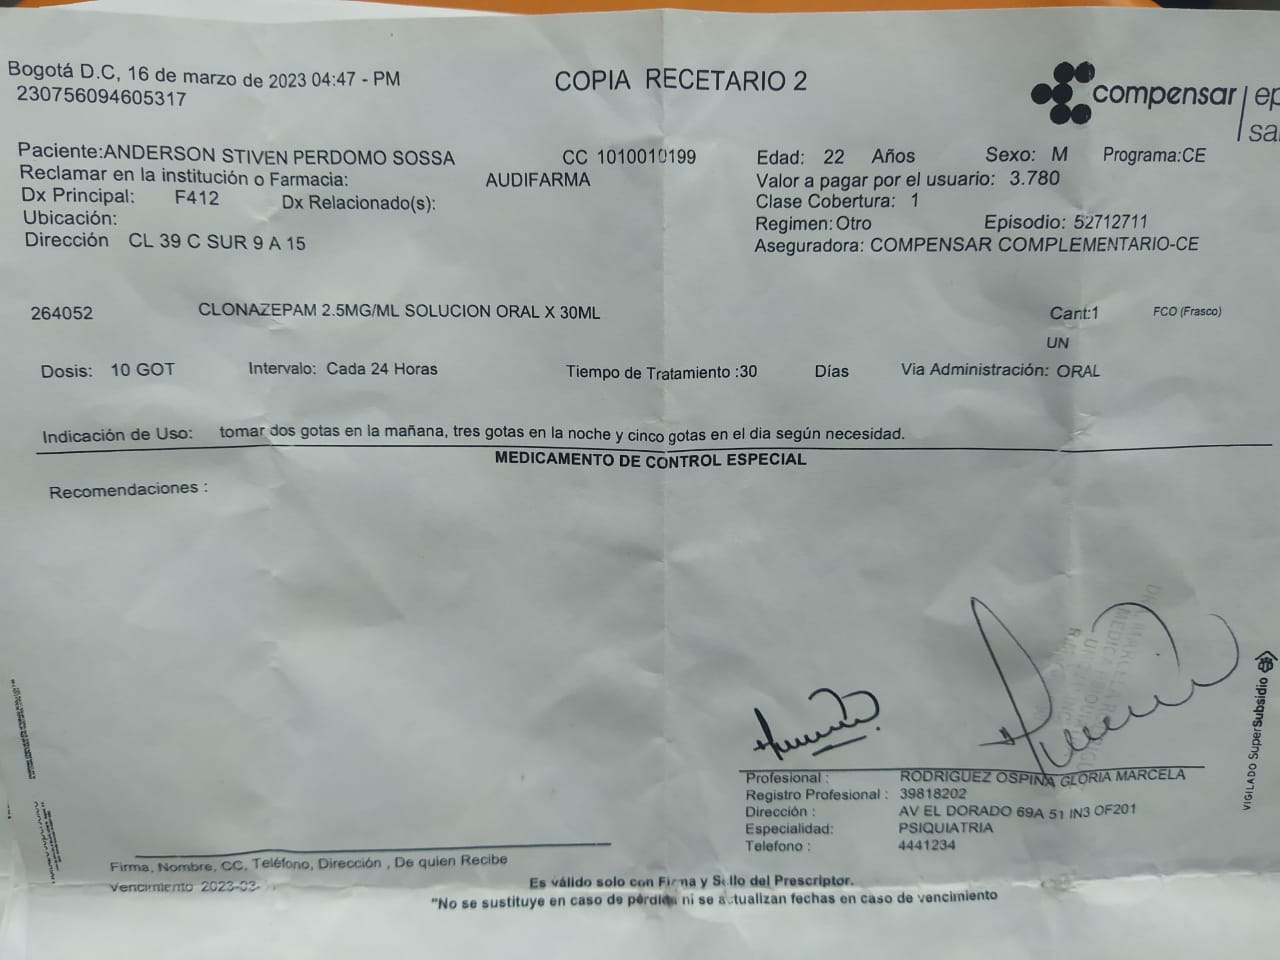 Bogotá D.C, 16 de marzo de 2023 04:47 - PM
230756094605317
COPIA RECETARIO 2
compensar | ep
sa
Paciente:ANDERSON STIVEN PERDOMO SOSSA CC 1010010199 Edad: 22 Años Sexo: M Programa:CE
Reclamar en la institución o Farmacia: AUDIFARMA Valor a pagar por el usuario: 3.780
Dx Principal: F412 Dx Relacionado(s): Clase Cobertura: 1
Ubicación: Regimen:Otro Episodio: 52712711
Dirección CL 39 C SUR 9 A 15 Aseguradora: COMPENSAR COMPLEMENTARIO-CE
264052 CLONAZEPAM 2.5MG/ML SOLUCION ORAL X 30ML Cant:1 FCO (Frasco)
UN
Dosis: 10 GOT Intervalo: Cada 24 Horas Tiempo de Tratamiento :30 Días Via Administración: ORAL
Indicación de Uso: tomar dos gotas en la mañana, tres gotas en la noche y cinco gotas en el dia según necesidad.
MEDICAMENTO DE CONTROL ESPECIAL
Recomendaciones :
VIGILADO SuperSubsidio
Profesional : RODRIGUEZ OSPINA GLORIA MARCELA
Registro Profesional : 39818202
Dirección : AV EL DORADO 69A 51 IN3 OF201
Especialidad: PSIQUIATRIA
Telefono : 4441234
Firma, Nombre, CC, Teléfono, Dirección , De quien Recibe
Vencimiento 2023-03-
Es válido solo con Firma y Sello del Prescriptor.
"No se sustituye en caso de pérdida ni se actualizan fechas en caso de vencimiento